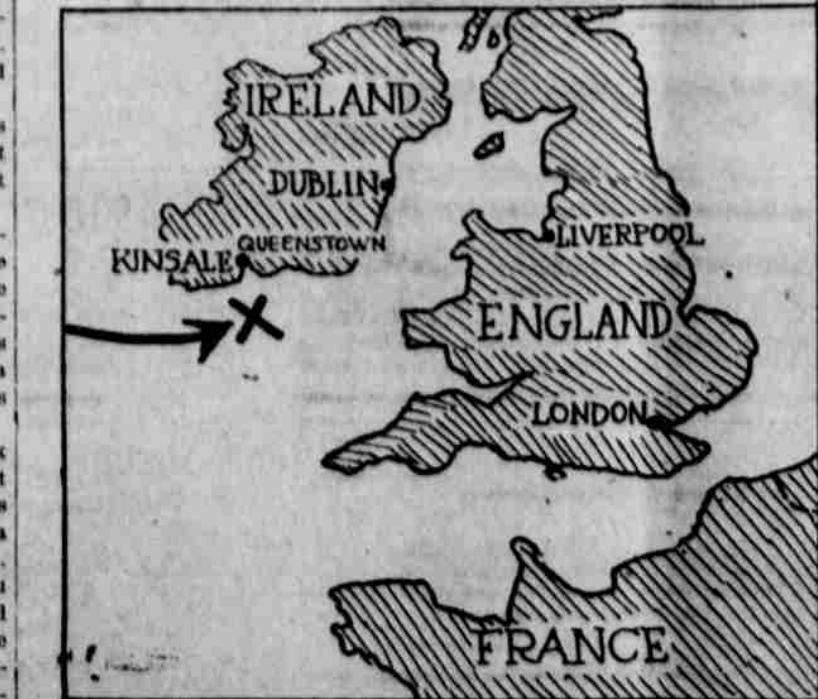 IRELAND
DUBLIN
QUEENSTOWN
KINSALE
LIVERPOOL
ENGLAND
LONDON
FRANCE